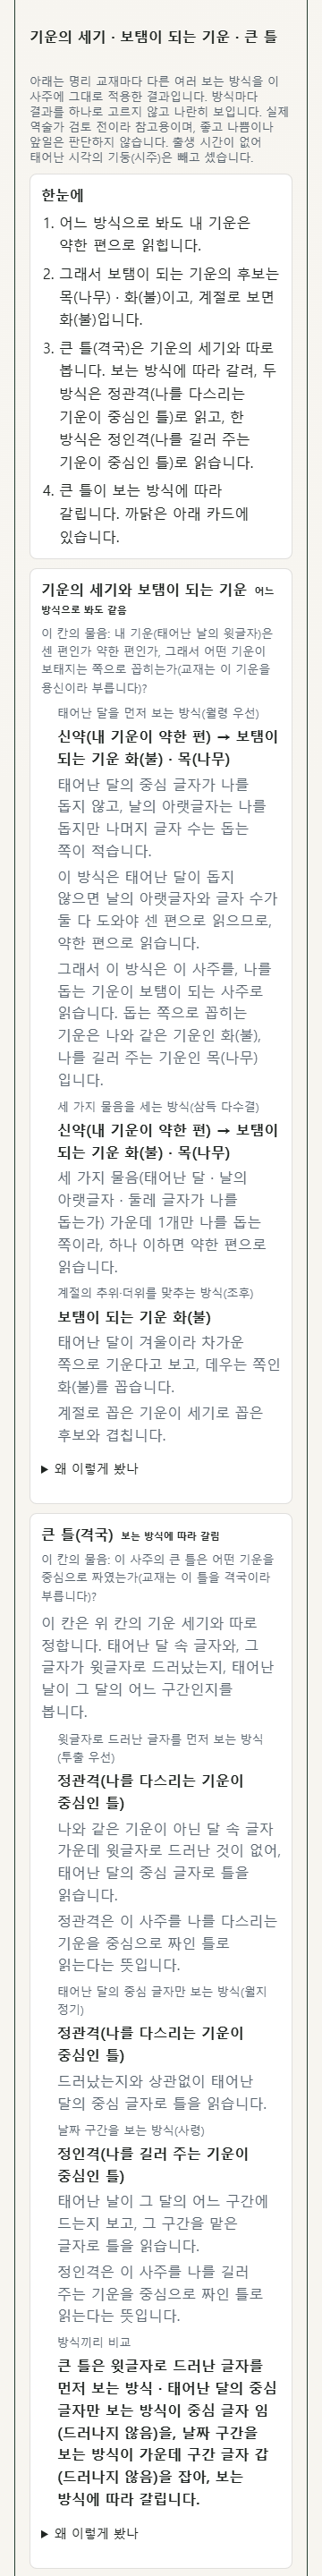 기운의 세기 · 보탬이 되는 기운 · 큰 틀
아래는 명리 교재마다 다른 여러 보는 방식을 이
사주에 그대로 적용한 결과입니다. 방식마다
결과를 하나로 고르지 않고 나란히 보입니다. 실제
역술가 검토 전이라 참고용이며, 좋고 나쁨이나
앞일은 판단하지 않습니다. 출생 시간이 없어
태어난 시각의 기둥(시주)은 빼고 셌습니다.
한눈에
1. 어느 방식으로 봐도 내 기운은
약한 편으로 읽힙니다.
2. 그래서 보탬이 되는 기운의 후보는
목(나무) · 화(불)이고, 계절로 보면
화(불)입니다.
3. 큰 틀(격국)은 기운의 세기와 따로
봅니다. 보는 방식에 따라 갈려, 두
방식은 정관격(나를 다스리는
기운이 중심인 틀)로 읽고, 한
방식은 정인격(나를 길러 주는
기운이 중심인 틀)로 읽습니다.
4. 큰 틀이 보는 방식에 따라
갈립니다. 까닭은 아래 카드에
있습니다.
기운의 세기와 보탬이 되는 기운 어느
방식으로 봐도 같음
이 칸의 물음: 내 기운(태어난 날의 윗글자)은
센 편인가 약한 편인가, 그래서 어떤 기운이
보태지는 쪽으로 꼽히는가(교재는 이 기운을
용신이라 부릅니다)?
태어난 달을 먼저 보는 방식(월령 우선)
신약(내 기운이 약한 편) → 보탬이
되는 기운 화(불) · 목(나무)
태어난 달의 중심 글자가 나를
돕지 않고, 날의 아랫글자는 나를
돕지만 나머지 글자 수는 돕는
쪽이 적습니다.
이 방식은 태어난 달이 돕지
않으면 날의 아랫글자와 글자 수가
둘 다 도와야 센 편으로 읽으므로,
약한 편으로 읽습니다.
그래서 이 방식은 이 사주를, 나를
돕는 기운이 보탬이 되는 사주로
읽습니다. 돕는 쪽으로 꼽히는
기운은 나와 같은 기운인 화(불),
나를 길러 주는 기운인 목(나무)
입니다.
세 가지 물음을 세는 방식(삼득 다수결)
신약(내 기운이 약한 편) → 보탬이
되는 기운 화(불) · 목(나무)
세 가지 물음(태어난 달 · 날의
아랫글자 · 둘레 글자가 나를
돕는가) 가운데 1개만 나를 돕는
쪽이라, 하나 이하면 약한 편으로
읽습니다.
계절의 추위·더위를 맞추는 방식(조후)
보탬이 되는 기운 화(불)
태어난 달이 겨울이라 차가운
쪽으로 기운다고 보고, 데우는 쪽인
화(불)를 꼽습니다.
계절로 꼽은 기운이 세기로 꼽은
후보와 겹칩니다.
▶ 왜 이렇게 봤나
큰 틀(격국) 보는 방식에 따라 갈림
이 칸의 물음: 이 사주의 큰 틀은 어떤 기운을
중심으로 짜였는가(교재는 이 틀을 격국이라
부릅니다)?
이 칸은 위 칸의 기운 세기와 따로
정합니다. 태어난 달 속 글자와, 그
글자가 윗글자로 드러났는지, 태어난
날이 그 달의 어느 구간인지를
봅니다.
윗글자로 드러난 글자를 먼저 보는 방식
(투출 우선)
정관격(나를 다스리는 기운이
중심인 틀)
나와 같은 기운이 아닌 달 속 글자
가운데 윗글자로 드러난 것이 없어,
태어난 달의 중심 글자로 틀을
읽습니다.
정관격은 이 사주를 나를 다스리는
기운을 중심으로 짜인 틀로
읽는다는 뜻입니다.
태어난 달의 중심 글자만 보는 방식(월지
정기)
정관격(나를 다스리는 기운이
중심인 틀)
드러났는지와 상관없이 태어난
달의 중심 글자로 틀을 읽습니다.
날짜 구간을 보는 방식(사령)
정인격(나를 길러 주는 기운이
중심인 틀)
태어난 날이 그 달의 어느 구간에
드는지 보고, 그 구간을 맡은
글자로 틀을 읽습니다.
정인격은 이 사주를 나를 길러
주는 기운을 중심으로 짜인 틀로
읽는다는 뜻입니다.
방식끼리 비교
큰 틀은 윗글자로 드러난 글자를
먼저 보는 방식 · 태어난 달의 중심
글자만 보는 방식이 중심 글자 임
(드러나지 않음)을, 날짜 구간을
보는 방식이 가운데 구간 글자 갑
(드러나지 않음)을 잡아, 보는
방식에 따라 갈립니다.
▶ 왜 이렇게 봤나